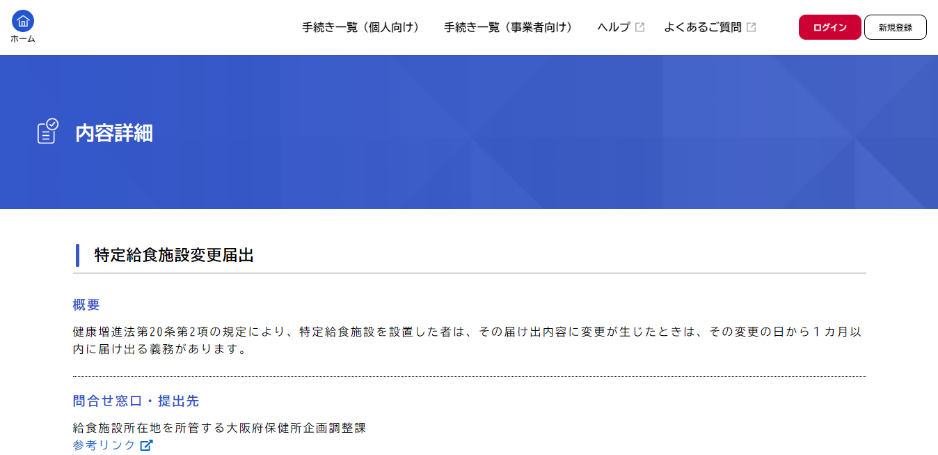 手続き一覧（個人向け） 手続き一覧（事業者向け） ヘルプ よくあるご質問 ログイン 新規登録
ホーム
内容詳細
特定給食施設変更届出
概要
健康増進法第20条第2項の規定により、特定給食施設を設置した者は、その届け出内容に変更が生じたときは、その変更の日から１カ月以
内に届け出る義務があります。
問合せ窓口・提出先
給食施設所在地を所管する大阪府保健所企画調整課
参考リンク